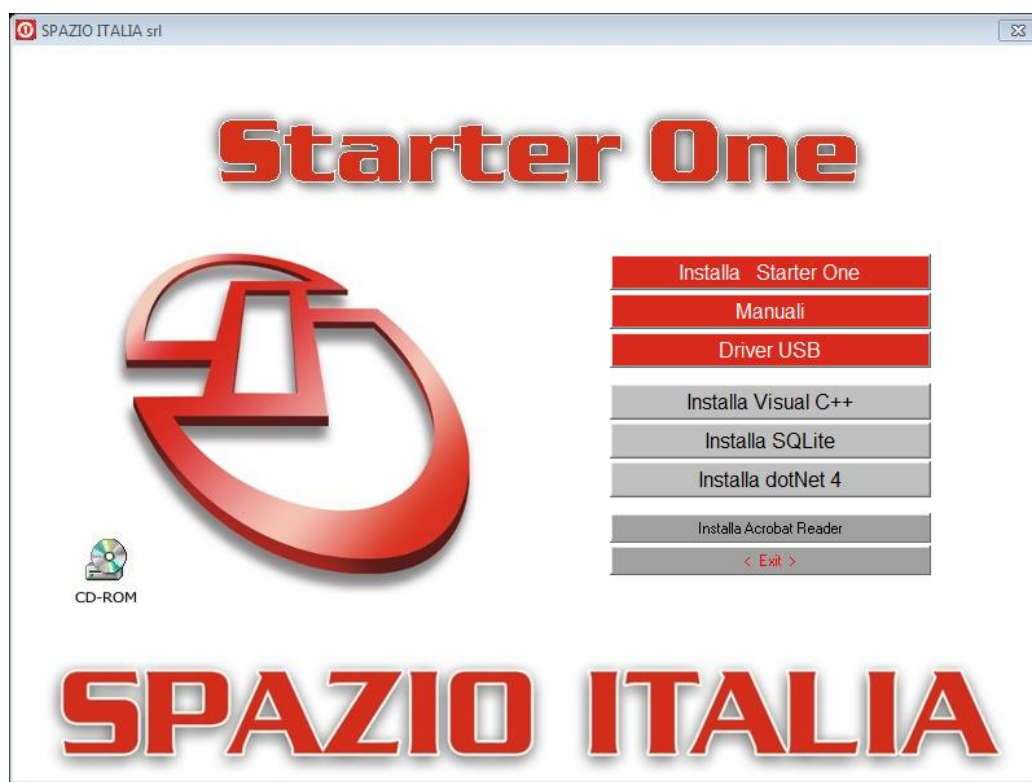 SPAZIO ITALIA srl
Starter One
Installa Starter One
Manuali
Driver USB
Installa Visual C++
Installa SQLite
Installa dotNet 4
Installa Acrobat Reader
< Exit >
CD-ROM
SPAZIO ITALIA